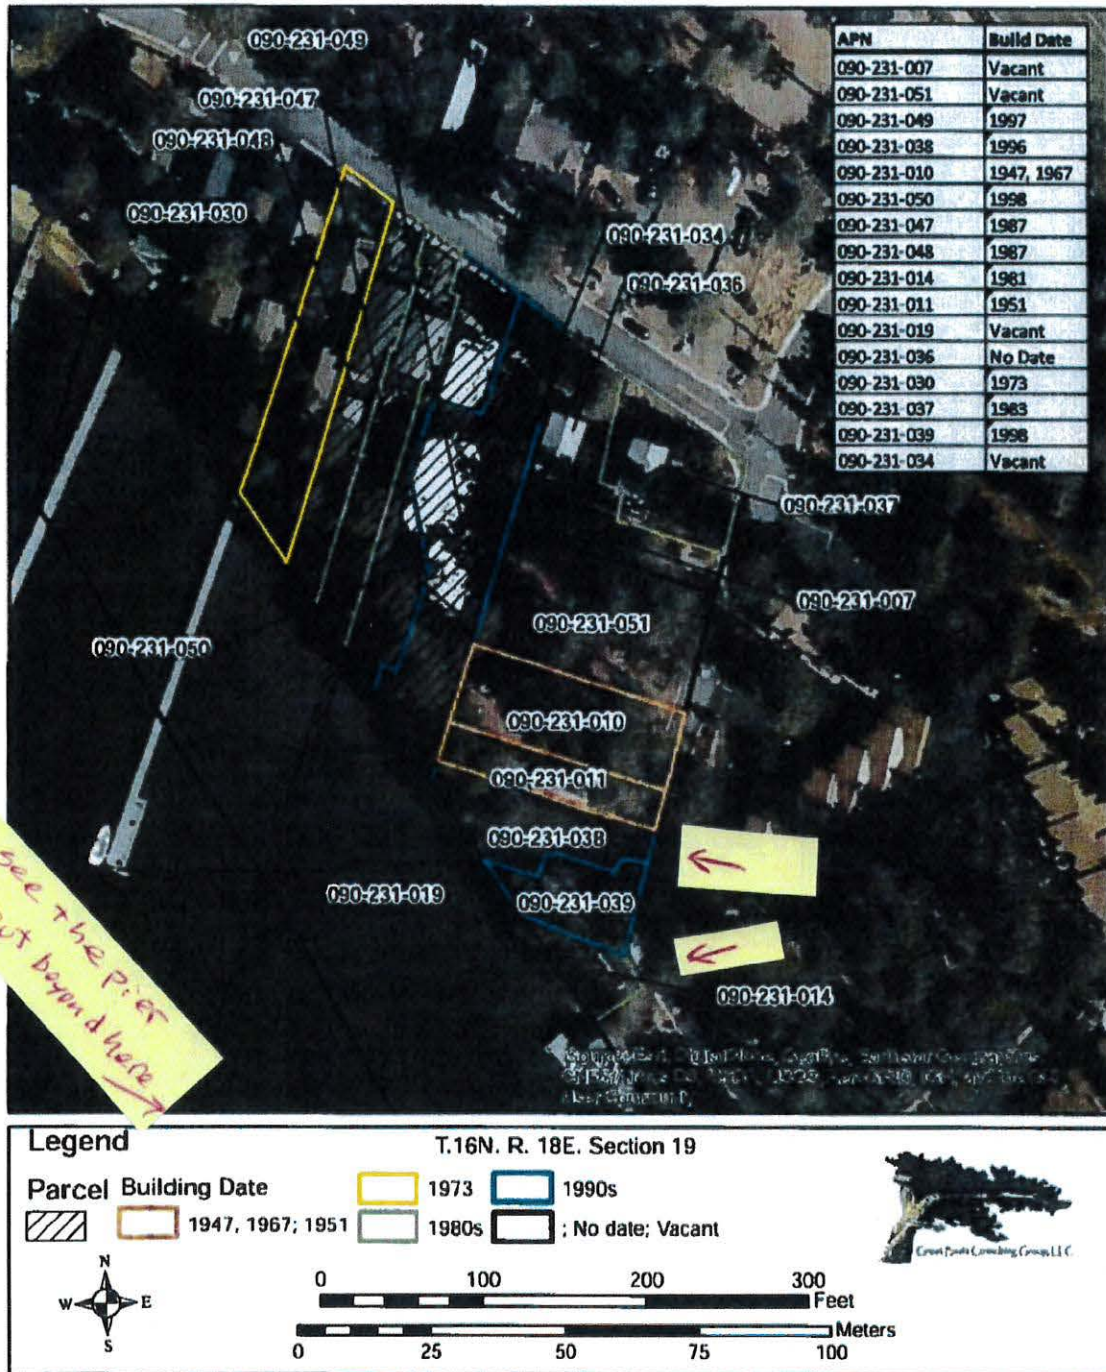 090-231-049
090-231-047
090-231-048
090-231-030
090-231-034
090-231-036
APN Build Date
090-231-007 Vacant
090-231-051 Vacant
090-231-049 1997
090-231-038 1996
090-231-010 1947, 1967
090-231-050 1998
090-231-047 1987
090-231-048 1987
090-231-014 1981
090-231-011 1951
090-231-019 Vacant
090-231-036 No Date
090-231-030 1973
090-231-037 1983
090-231-039 1998
090-231-034 Vacant
090-231-037
090-231-007
090-231-051
090-231-050
090-231-010
090-231-011
090-231-038
090-231-019
090-231-039
090-231-014
see the pier
out beyond here
Legend
T.16N. R. 18E. Section 19
Parcel Building Date
1947, 1967; 1951
1973
1980s
1990s
; No date; Vacant
N
W E
S
0 100 200 300
Feet
Meters
0 25 50 75 100
Consulting Group, LLC